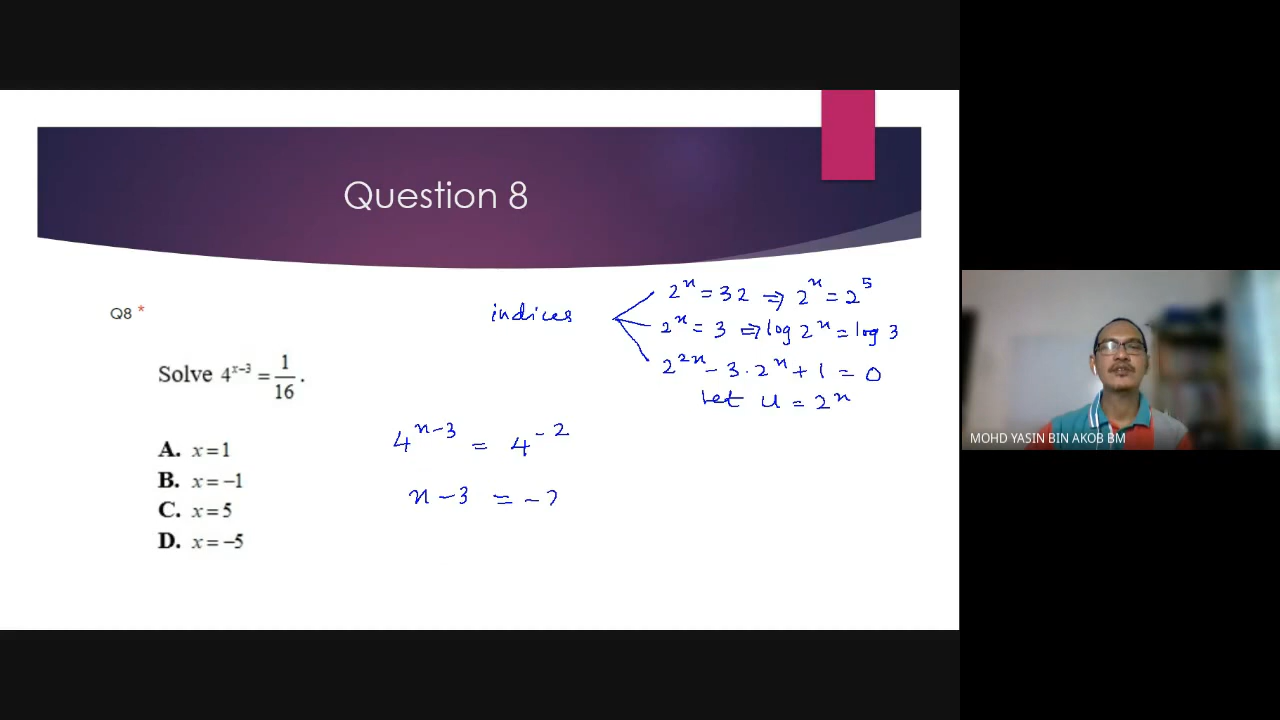 Question 8
Q8 *
indices
2^x = 32 ⇒ 2^x = 2^5
2^x = 3 ⇒ log 2^x = log 3
2^2x - 3 . 2^x + 1 = 0
Let u = 2^x
Solve 4^x−3 = 1/16.
A. x = 1
B. x = −1
C. x = 5
D. x = −5
4^x-3 = 4^-2
x - 3 = -2
MOHD YASIN BIN AKOB BM